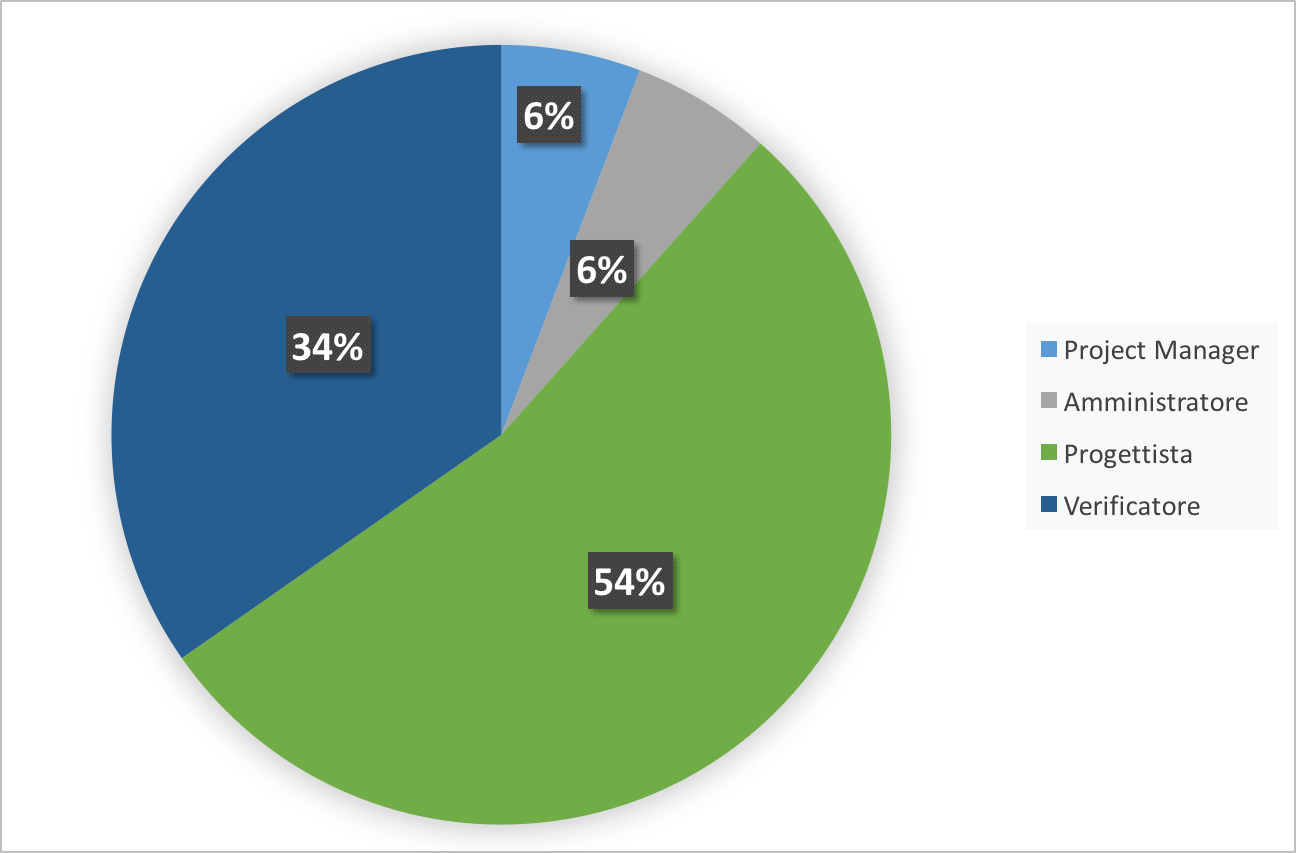 6%
6%
34%
54%
Project Manager
Amministratore
Progettista
Verificatore